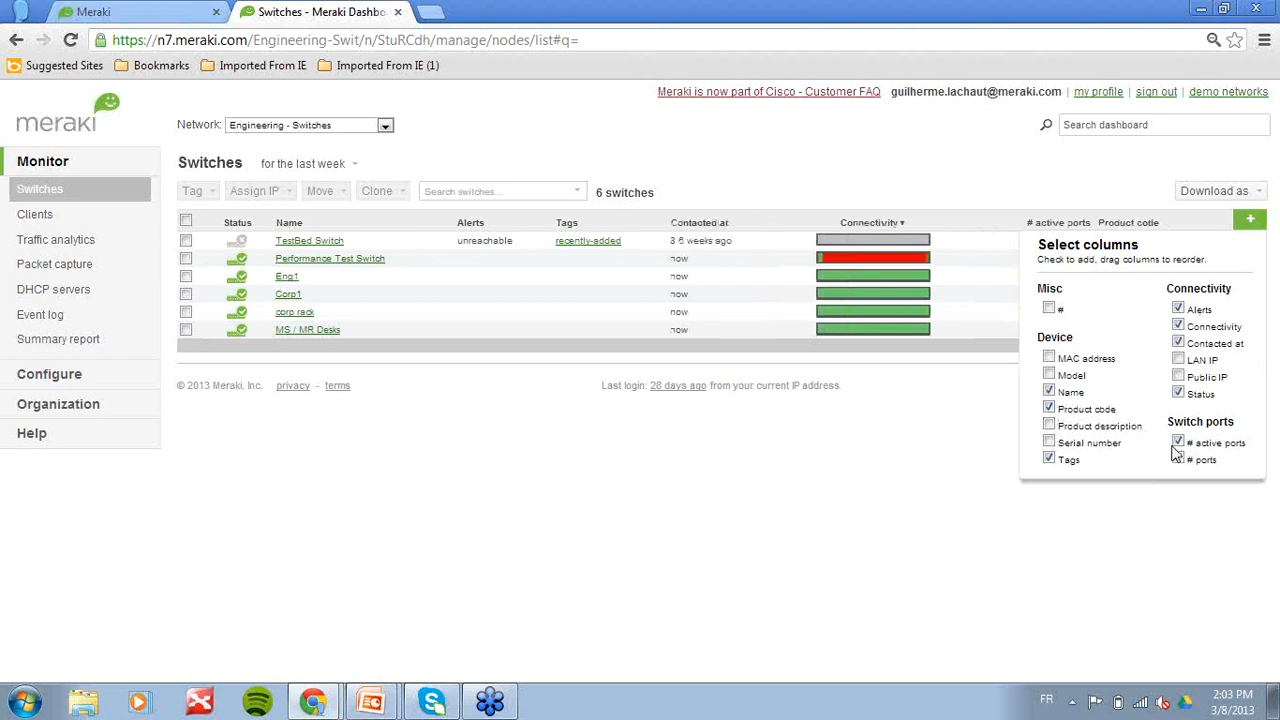 Meraki
Switches - Meraki Dashbo
https://n7.meraki.com/Engineering-Swit/n/StuRCdh/manage/nodes/list#q=
Suggested Sites
Bookmarks
Imported From IE
Imported From IE (1)
Meraki is now part of Cisco - Customer FAQ
guilherme.lachaut@meraki.com | my profile | sign out | demo networks
meraki
Network: Engineering - Switches
Search dashboard
Monitor
Switches
Clients
Traffic analytics
Packet capture
DHCP servers
Event log
Summary report
Configure
Organization
Help
Switches for the last week
Tag Assign IP Move Clone Search switches... 6 switches Download as
Status Name Alerts Tags Contacted at Connectivity # active ports Product code +
TestBed Switch unreachable recently-added 3.6 weeks ago
Performance Test Switch now
Eng1 now
Corp1 now
corp rack now
MS / MR Desks now
Select columns
Check to add, drag columns to reorder.
Misc
#
Device
MAC address
Model
Name
Product code
Product description
Serial number
Tags
Connectivity
Alerts
Connectivity
Contacted at
LAN IP
Public IP
Status
Switch ports
# active ports
# ports
© 2013 Meraki, Inc. privacy - terms
Last login: 28 days ago from your current IP address.
FR
2:03 PM
3/8/2013